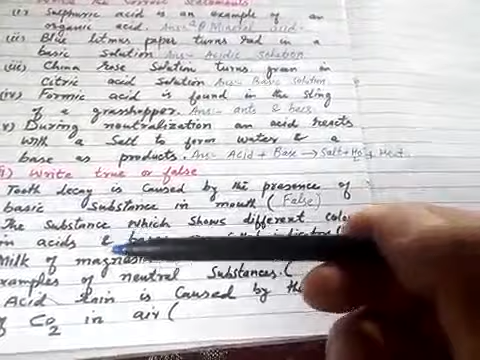 the correct statements
(i) Sulphuric acid is an example of an
organic acid. Ans:- Mineral acid.
(ii) Blue litmus paper turns red in a
basic solution Ans- Acidic solution
(iii) China rose solution turns green in
Citric acid solution Ans- Basic solution.
(iv) Formic acid is found in the sting
of a grasshopper. Ans:- ants & bees
v) During neutralization an acid reacts
with a Salt to form water & a
base as products. Ans- Acid + Base → Salt + H2O + Heat.
i) Write true or false
Tooth decay is caused by the presence of
basic Substance in mouth ( False)
The Substance which shows different
in acids &
Milk of
examples of neutral Substances. (
Acid rain is caused by the
of CO2 in air (